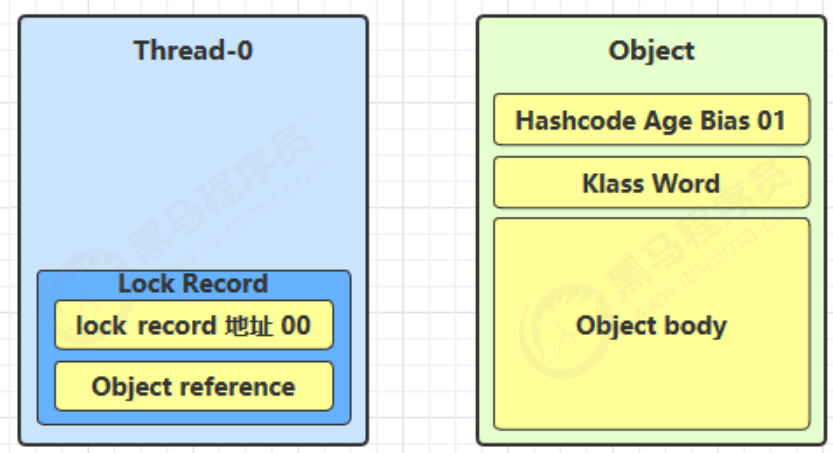 Thread-0
Lock Record
lock record 地址 00
Object reference
Object
Hashcode Age Bias 01
Klass Word
Object body
黑马程序员
www.itheima.com
黑马程序员
www.itheima.com